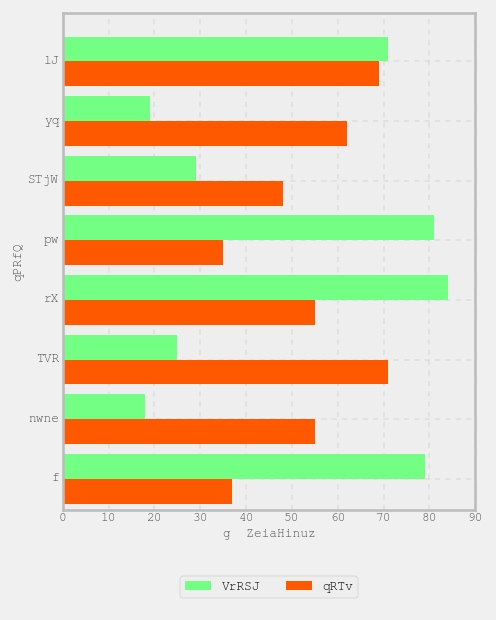 lJ
yq
STjW
pw
rX
TVR
nwne
f
qPRfQ
0 10 20 30 40 50 60 70 80 90
g ZeiaHinuz
VrRSJ qRTv